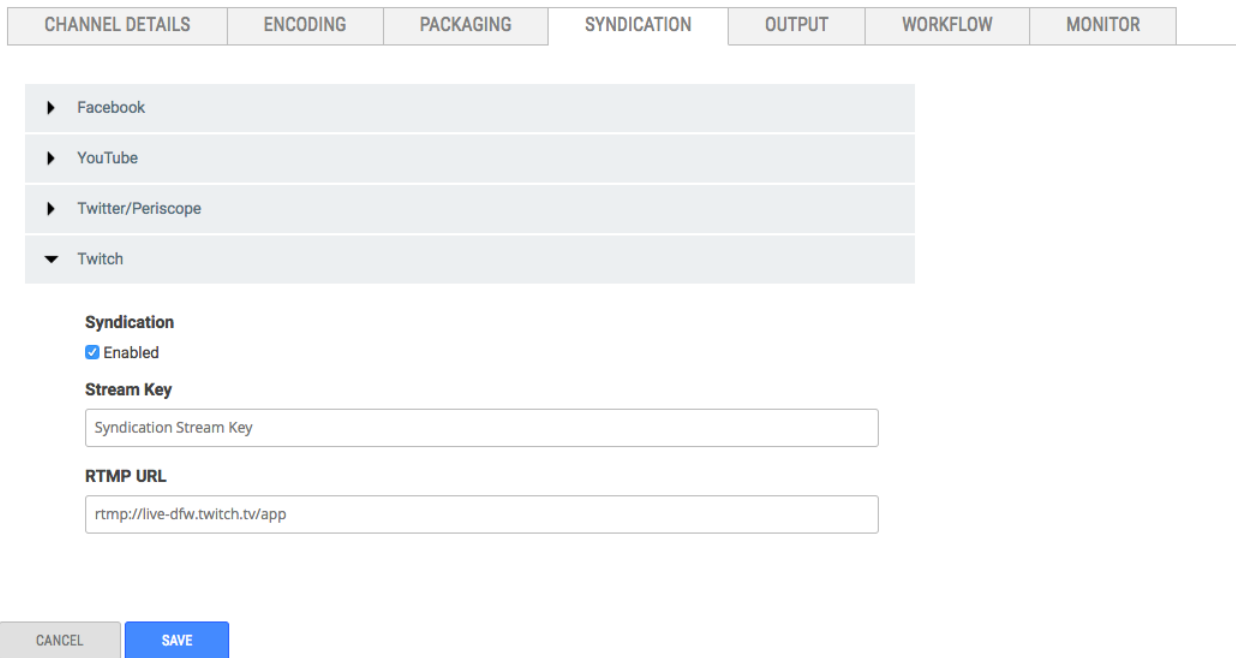 CHANNEL DETAILS ENCODING PACKAGING SYNDICATION OUTPUT WORKFLOW MONITOR
Facebook
YouTube
Twitter/Periscope
Twitch
Syndication
Enabled
Stream Key
Syndication Stream Key
RTMP URL
rtmp://live-dfw.twitch.tv/app
CANCEL SAVE